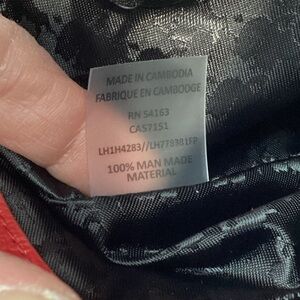 MADE IN CAMBODIA
FABRIQUE EN CAMBODGE
RN 54163
CA57151
LH1H4283//LH778381FP
100% MAN MADE
MATERIAL